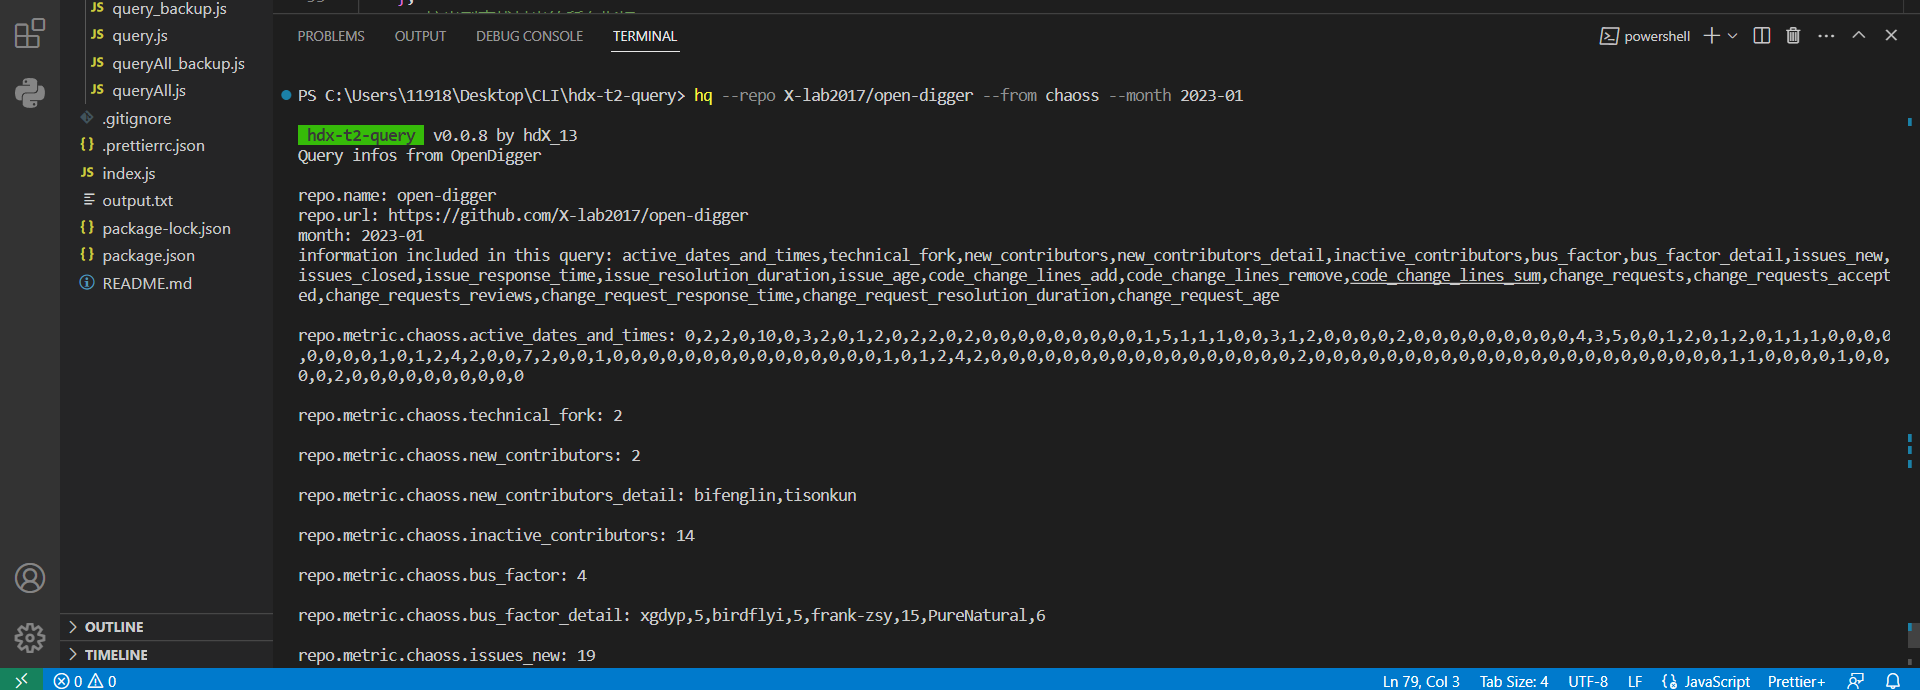 query_backup.js
query.js
queryAll_backup.js
queryAll.js
.gitignore
.prettierrc.json
index.js
output.txt
package-lock.json
package.json
README.md
OUTLINE
TIMELINE
PROBLEMS OUTPUT DEBUG CONSOLE TERMINAL powershell
PS C:\Users\11918\Desktop\CLI\hdx-t2-query> hq --repo X-lab2017/open-digger --from chaoss --month 2023-01
hdx-t2-query v0.0.8 by hdX_13
Query infos from OpenDigger
repo.name: open-digger
repo.url: https://github.com/X-lab2017/open-digger
month: 2023-01
information included in this query: active_dates_and_times,technical_fork,new_contributors,new_contributors_detail,inactive_contributors,bus_factor,bus_factor_detail,issues_new,
issues_closed,issue_response_time,issue_resolution_duration,issue_age,code_change_lines_add,code_change_lines_remove,code_change_lines_sum,change_requests,change_requests_accept
ed,change_requests_reviews,change_request_response_time,change_request_resolution_duration,change_request_age
repo.metric.chaoss.active_dates_and_times: 0,2,2,0,10,0,3,2,0,1,2,0,2,2,0,2,0,0,0,0,0,0,0,0,0,1,5,1,1,1,0,0,3,1,2,0,0,0,0,2,0,0,0,0,0,0,0,0,0,4,3,5,0,0,1,2,0,1,2,0,1,1,1,0,0,0,0
,0,0,0,0,1,0,1,2,4,2,0,0,7,2,0,0,1,0,0,0,0,0,0,0,0,0,0,0,0,0,0,0,1,0,1,2,4,2,0,0,0,0,0,0,0,0,0,0,0,0,0,0,0,0,0,2,0,0,0,0,0,0,0,0,0,0,0,0,0,0,0,0,0,0,0,0,0,0,0,1,1,0,0,0,0,1,0,0,
0,0,2,0,0,0,0,0,0,0,0,0,0
repo.metric.chaoss.technical_fork: 2
repo.metric.chaoss.new_contributors: 2
repo.metric.chaoss.new_contributors_detail: bifenglin,tisonkun
repo.metric.chaoss.inactive_contributors: 14
repo.metric.chaoss.bus_factor: 4
repo.metric.chaoss.bus_factor_detail: xgdyp,5,birdflyi,5,frank-zsy,15,PureNatural,6
repo.metric.chaoss.issues_new: 19
0 0 Ln 79, Col 3 Tab Size: 4 UTF-8 LF JavaScript Prettier+